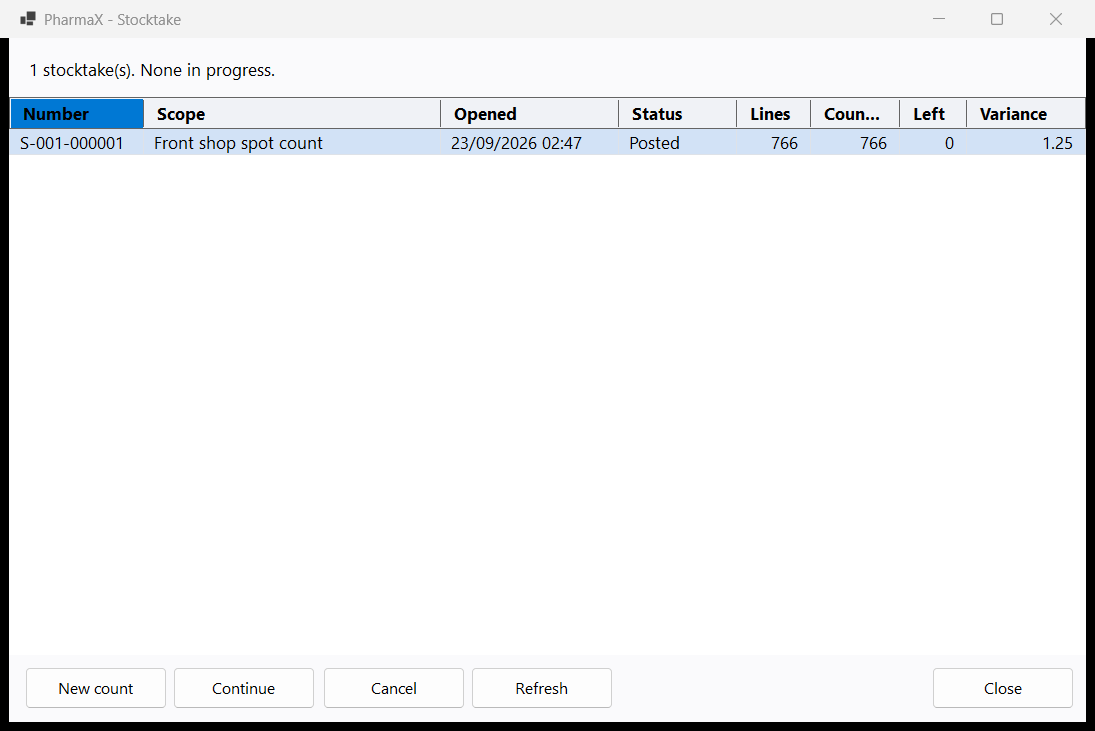 PharmaX - Stocktake
1 stocktake(s). None in progress.
Number Scope Opened Status Lines Coun... Left Variance
S-001-000001 Front shop spot count 23/09/2026 02:47 Posted 766 766 0 1.25
New count Continue Cancel Refresh Close